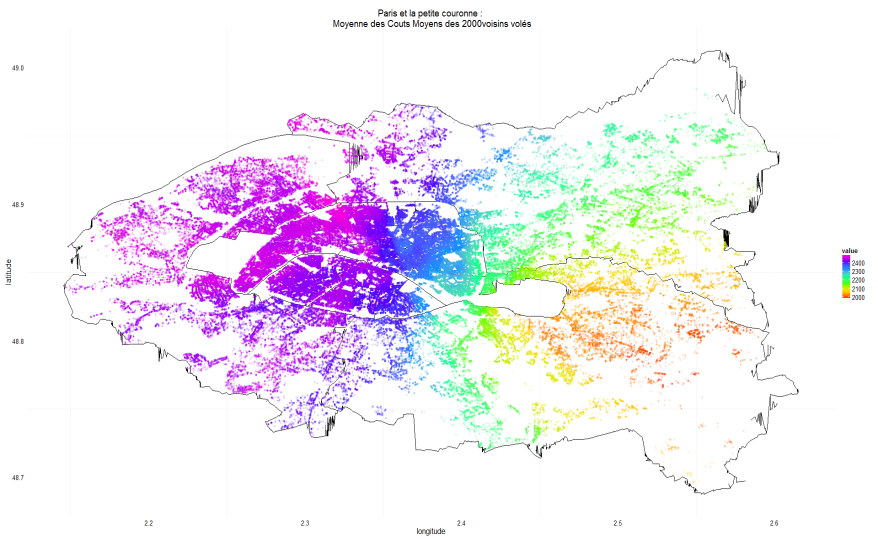 Paris et la petite couronne :
Moyenne des Couts Moyens des 2000voisins volés
49.0
48.9
48.8
48.7
latitude
2.2
2.3
2.4
2.5
2.6
longitude
value
2400
2300
2200
2100
2000